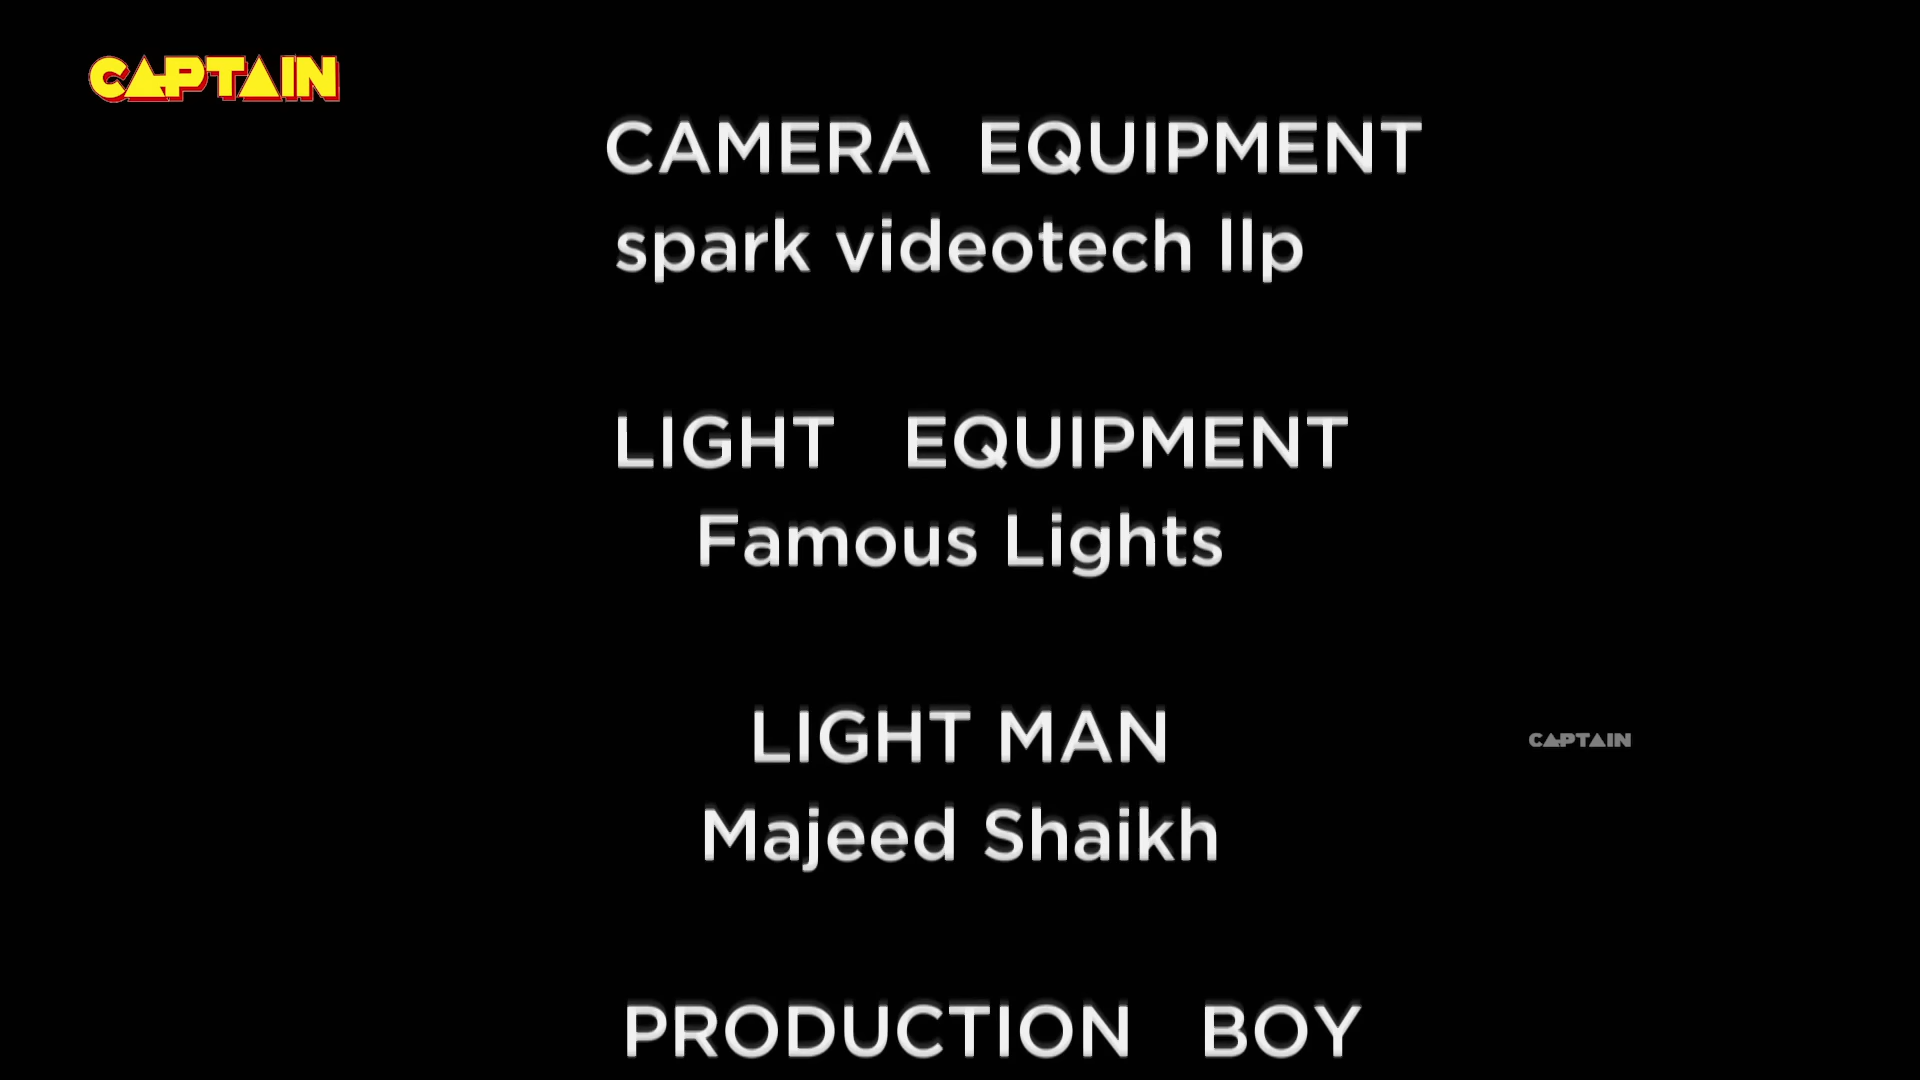 CAPTAIN
CAMERA EQUIPMENT
spark videotech llp
LIGHT EQUIPMENT
Famous Lights
LIGHT MAN
CAPTAIN
Majeed Shaikh
PRODUCTION BOY